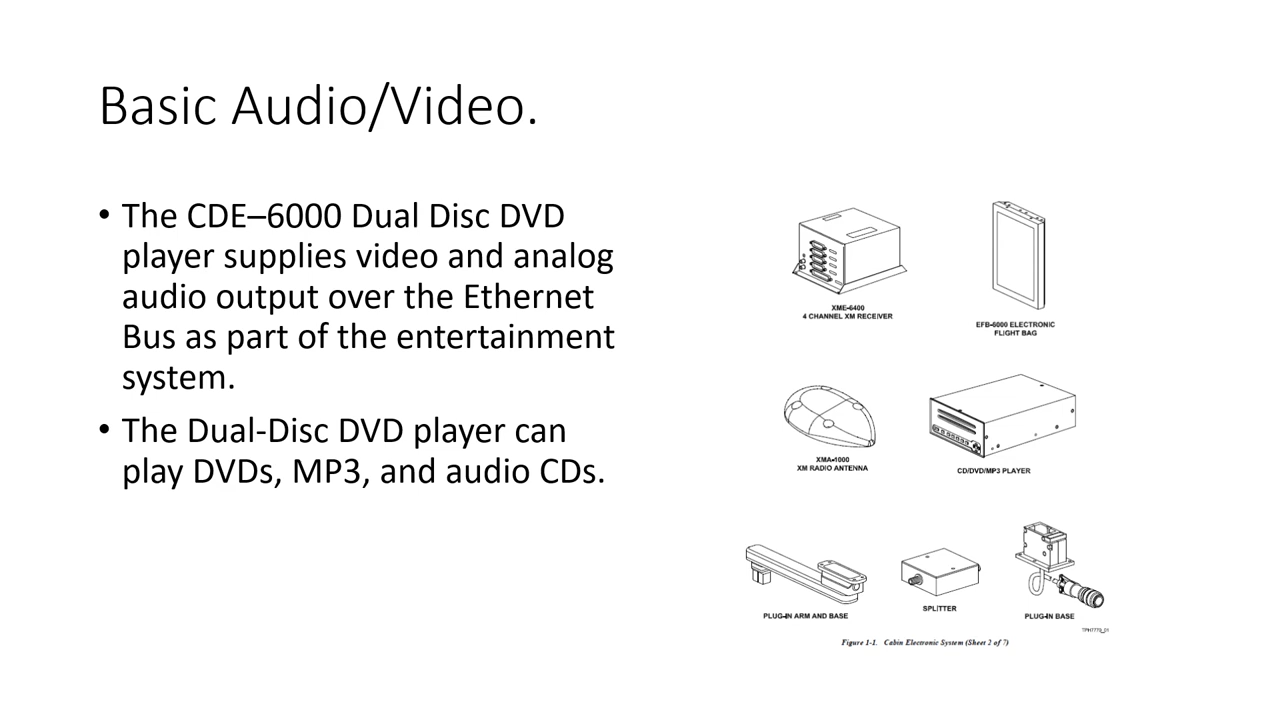 Basic Audio/Video.
• The CDE–6000 Dual Disc DVD
player supplies video and analog
audio output over the Ethernet
Bus as part of the entertainment
system.
• The Dual-Disc DVD player can
play DVDs, MP3, and audio CDs.
XME-6400
4 CHANNEL XM RECEIVER
EFB-6000 ELECTRONIC
FLIGHT BAG
XMA-1000
XM RADIO ANTENNA
CD/DVD/MP3 PLAYER
PLUG-IN ARM AND BASE
SPLITTER
PLUG-IN BASE
TPH7779_01
Figure 1-1. Cabin Electronic System (Sheet 2 of 7)